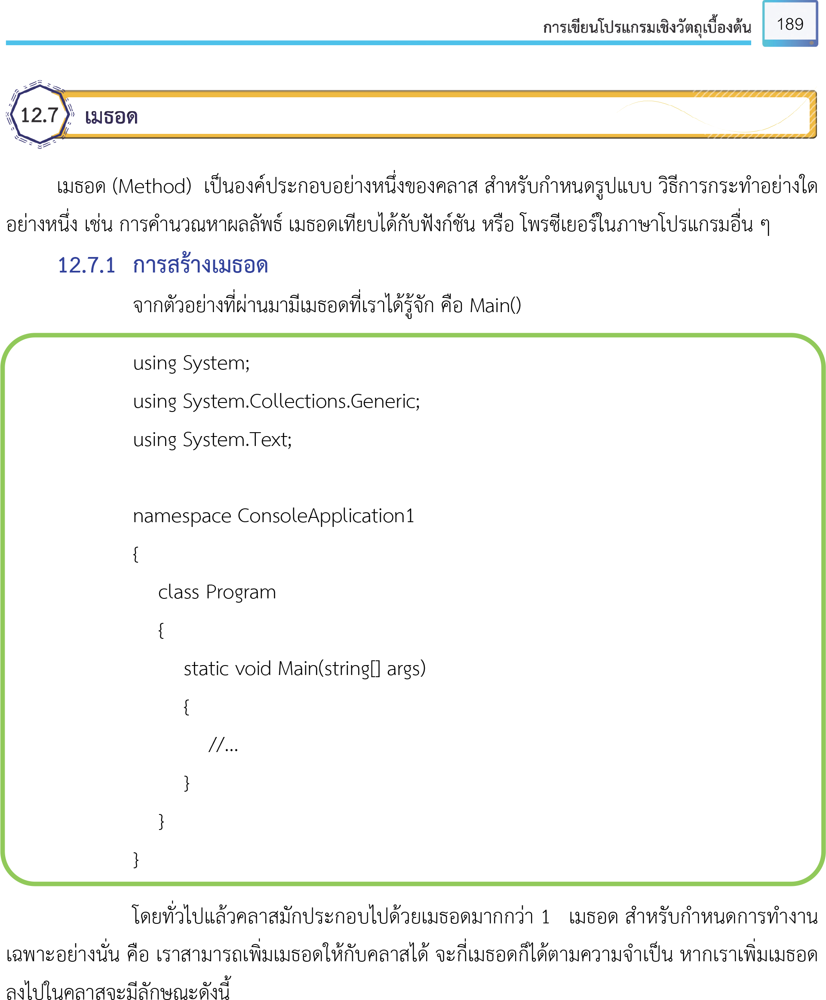 การเขียนโปรแกรมเชิงวัตถุเบื้องต้น 189
12.7 เมธอด
เมธอด (Method) เป็นองค์ประกอบอย่างหนึ่งของคลาส สำหรับกำหนดรูปแบบ วิธีการกระทำอย่างใด
อย่างหนึ่ง เช่น การคำนวณหาผลลัพธ์ เมธอดเทียบได้กับฟังก์ชัน หรือ โพรซีเยอร์ในภาษาโปรแกรมอื่น ๆ
12.7.1 การสร้างเมธอด
จากตัวอย่างที่ผ่านมามีเมธอดที่เราได้รู้จัก คือ Main()
using System;
using System.Collections.Generic;
using System.Text;
namespace ConsoleApplication1
{
class Program
{
static void Main(string[] args)
{
//...
}
}
}
โดยทั่วไปแล้วคลาสมักประกอบไปด้วยเมธอดมากกว่า 1 เมธอด สำหรับกำหนดการทำงาน
เฉพาะอย่างนั่น คือ เราสามารถเพิ่มเมธอดให้กับคลาสได้ จะกี่เมธอดก็ได้ตามความจำเป็น หากเราเพิ่มเมธอด
ลงไปในคลาสจะมีลักษณะดังนี้